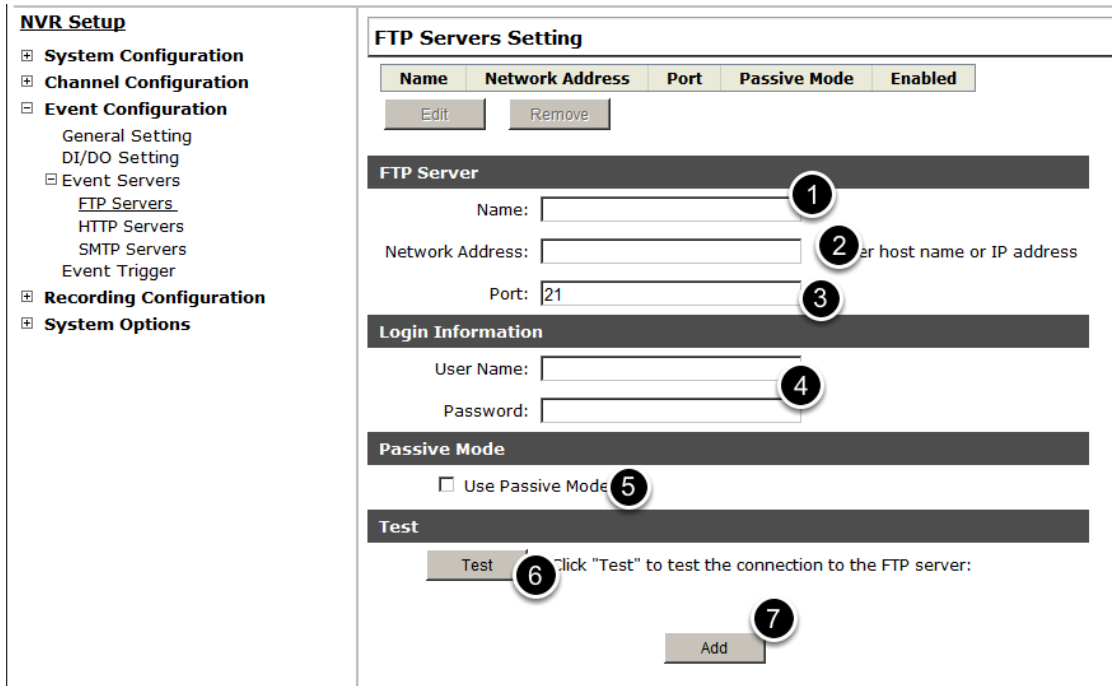 NVR Setup
System Configuration
Channel Configuration
Event Configuration
General Setting
DI/DO Setting
Event Servers
FTP Servers
HTTP Servers
SMTP Servers
Event Trigger
Recording Configuration
System Options
FTP Servers Setting
Name Network Address Port Passive Mode Enabled
Edit Remove
FTP Server
Name: 1
Network Address: 2 host name or IP address
Port: 21 3
Login Information
User Name:
4
Password:
Passive Mode
Use Passive Mode 5
Test
Test 6 Click "Test" to test the connection to the FTP server:
7
Add